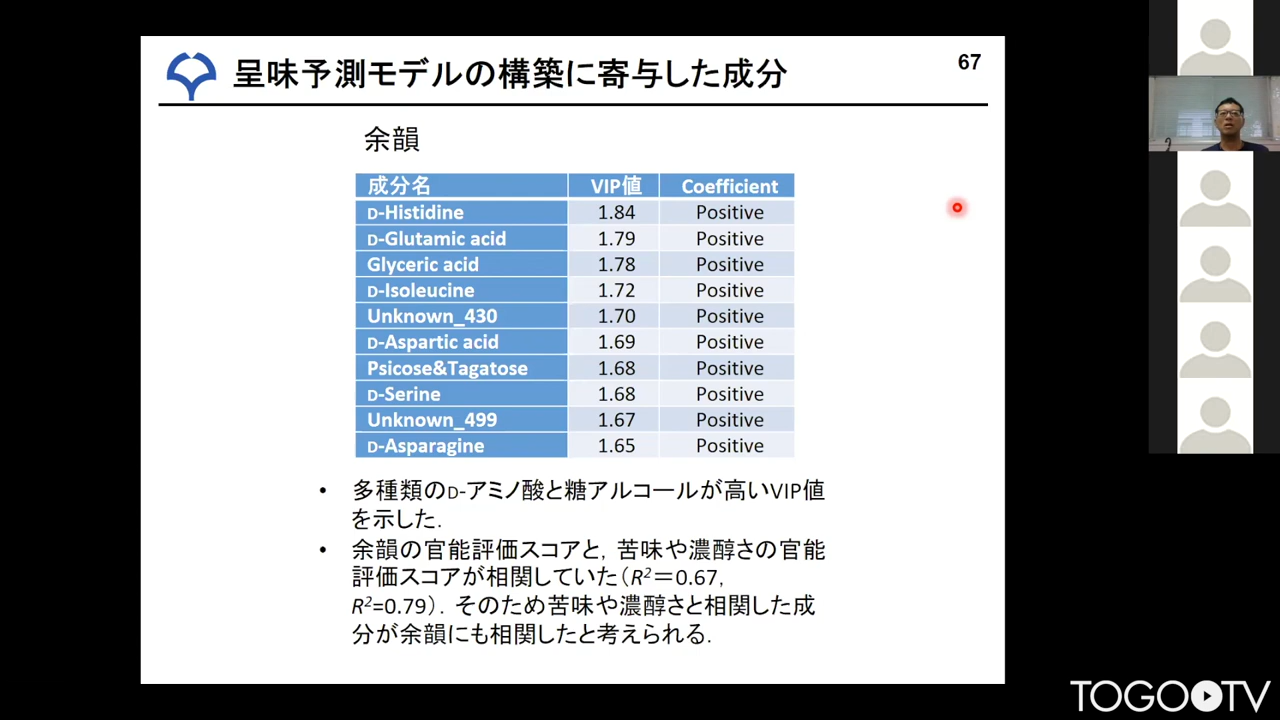 呈味予測モデルの構築に寄与した成分
67
余韻
成分名 VIP値 Coefficient
D-Histidine 1.84 Positive
D-Glutamic acid 1.79 Positive
Glyceric acid 1.78 Positive
D-Isoleucine 1.72 Positive
Unknown_430 1.70 Positive
D-Aspartic acid 1.69 Positive
Psicose&Tagatose 1.68 Positive
D-Serine 1.68 Positive
Unknown_499 1.67 Positive
D-Asparagine 1.65 Positive
• 多種類のD-アミノ酸と糖アルコールが高いVIP値
を示した.
• 余韻の官能評価スコアと, 苦味や濃醇さの官能
評価スコアが相関していた(R²=0.67,
R²=0.79). そのため苦味や濃醇さと相関した成
分が余韻にも相関したと考えられる.
TOGO TV